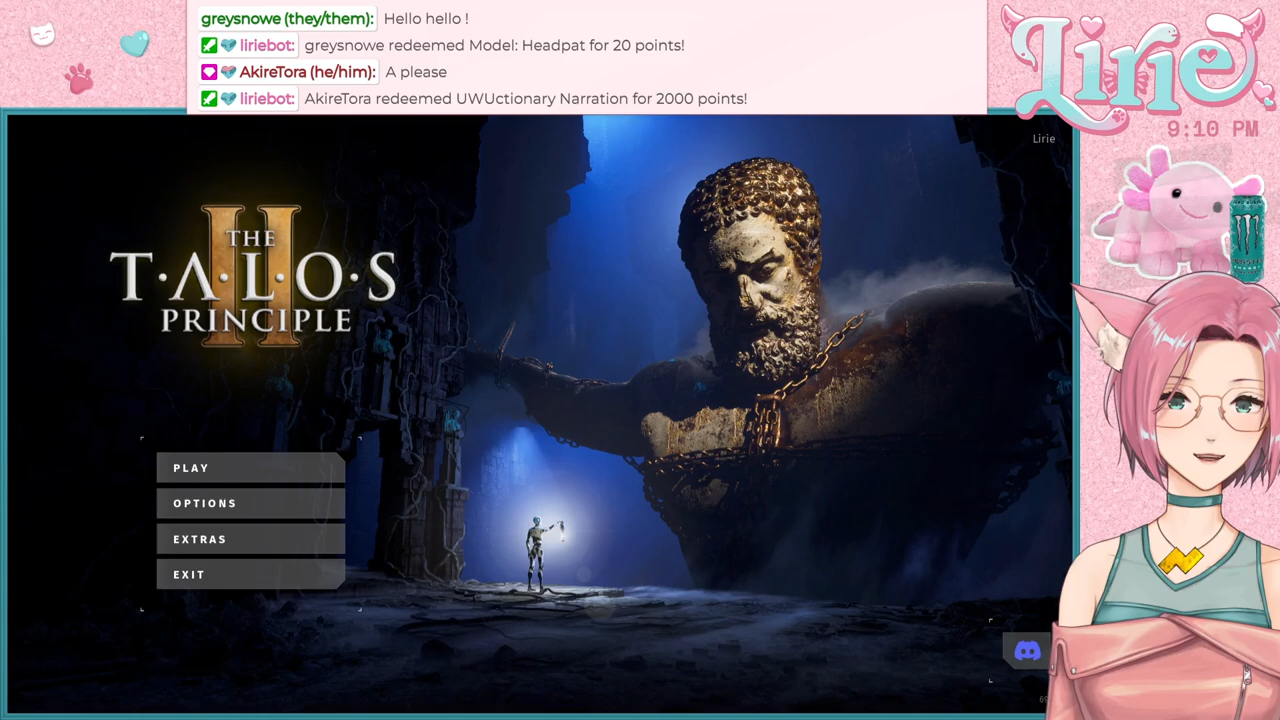 greysnowe (they/them): Hello hello !
liriebot: greysnowe redeemed Model: Headpat for 20 points!
AkireTora (he/him): A please
liriebot: AkireTora redeemed UWUctionary Narration for 2000 points!
Lirie
9:10 PM
Lirie
II
THE
T·A·L·O·S
PRINCIPLE
PLAY
OPTIONS
EXTRAS
EXIT